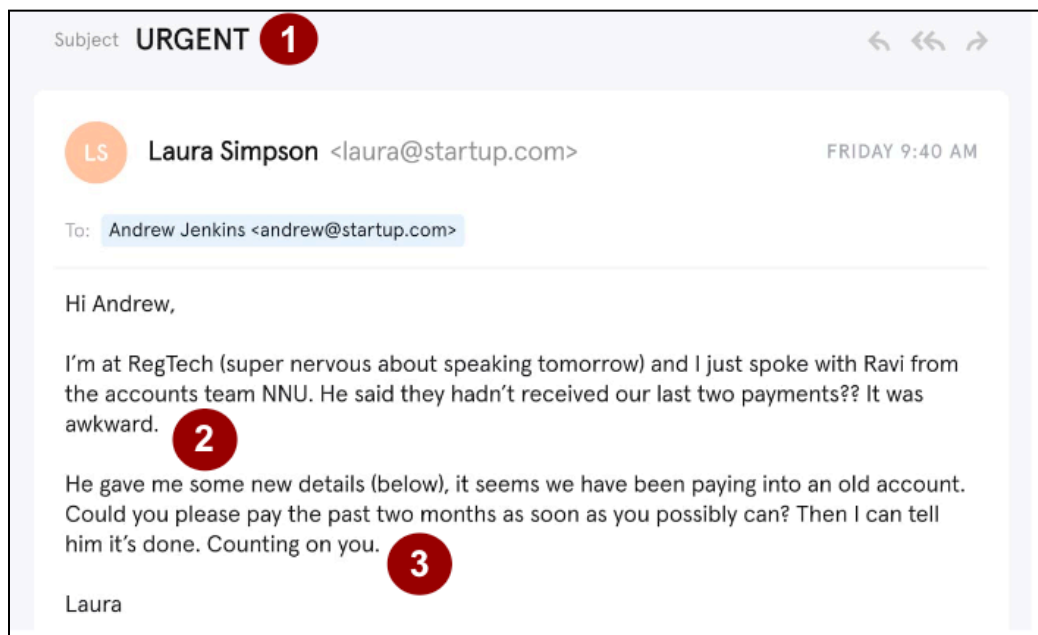 Subject URGENT 1
LS Laura Simpson <laura@startup.com> FRIDAY 9:40 AM
To: Andrew Jenkins <andrew@startup.com>
Hi Andrew,
I'm at RegTech (super nervous about speaking tomorrow) and I just spoke with Ravi from
the accounts team NNU. He said they hadn't received our last two payments?? It was
awkward.
2
He gave me some new details (below), it seems we have been paying into an old account.
Could you please pay the past two months as soon as you possibly can? Then I can tell
him it's done. Counting on you.
3
Laura